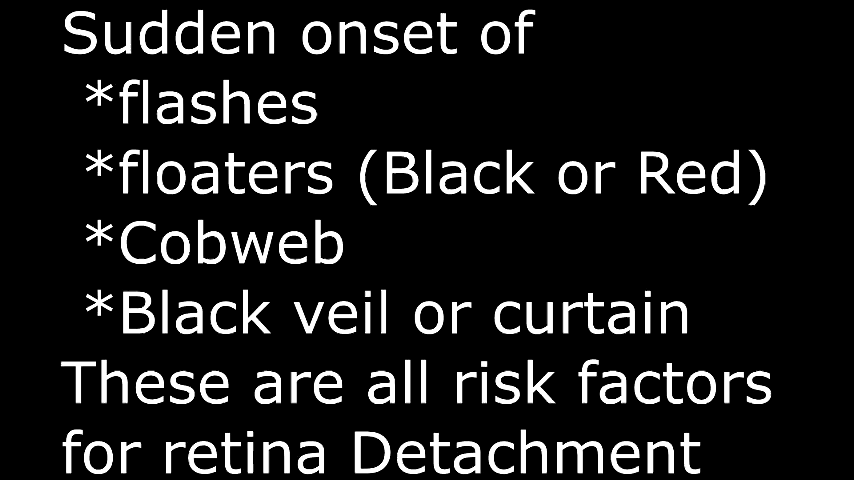 Sudden onset of
*flashes
*floaters (Black or Red)
*Cobweb
*Black veil or curtain
These are all risk factors
for retina Detachment